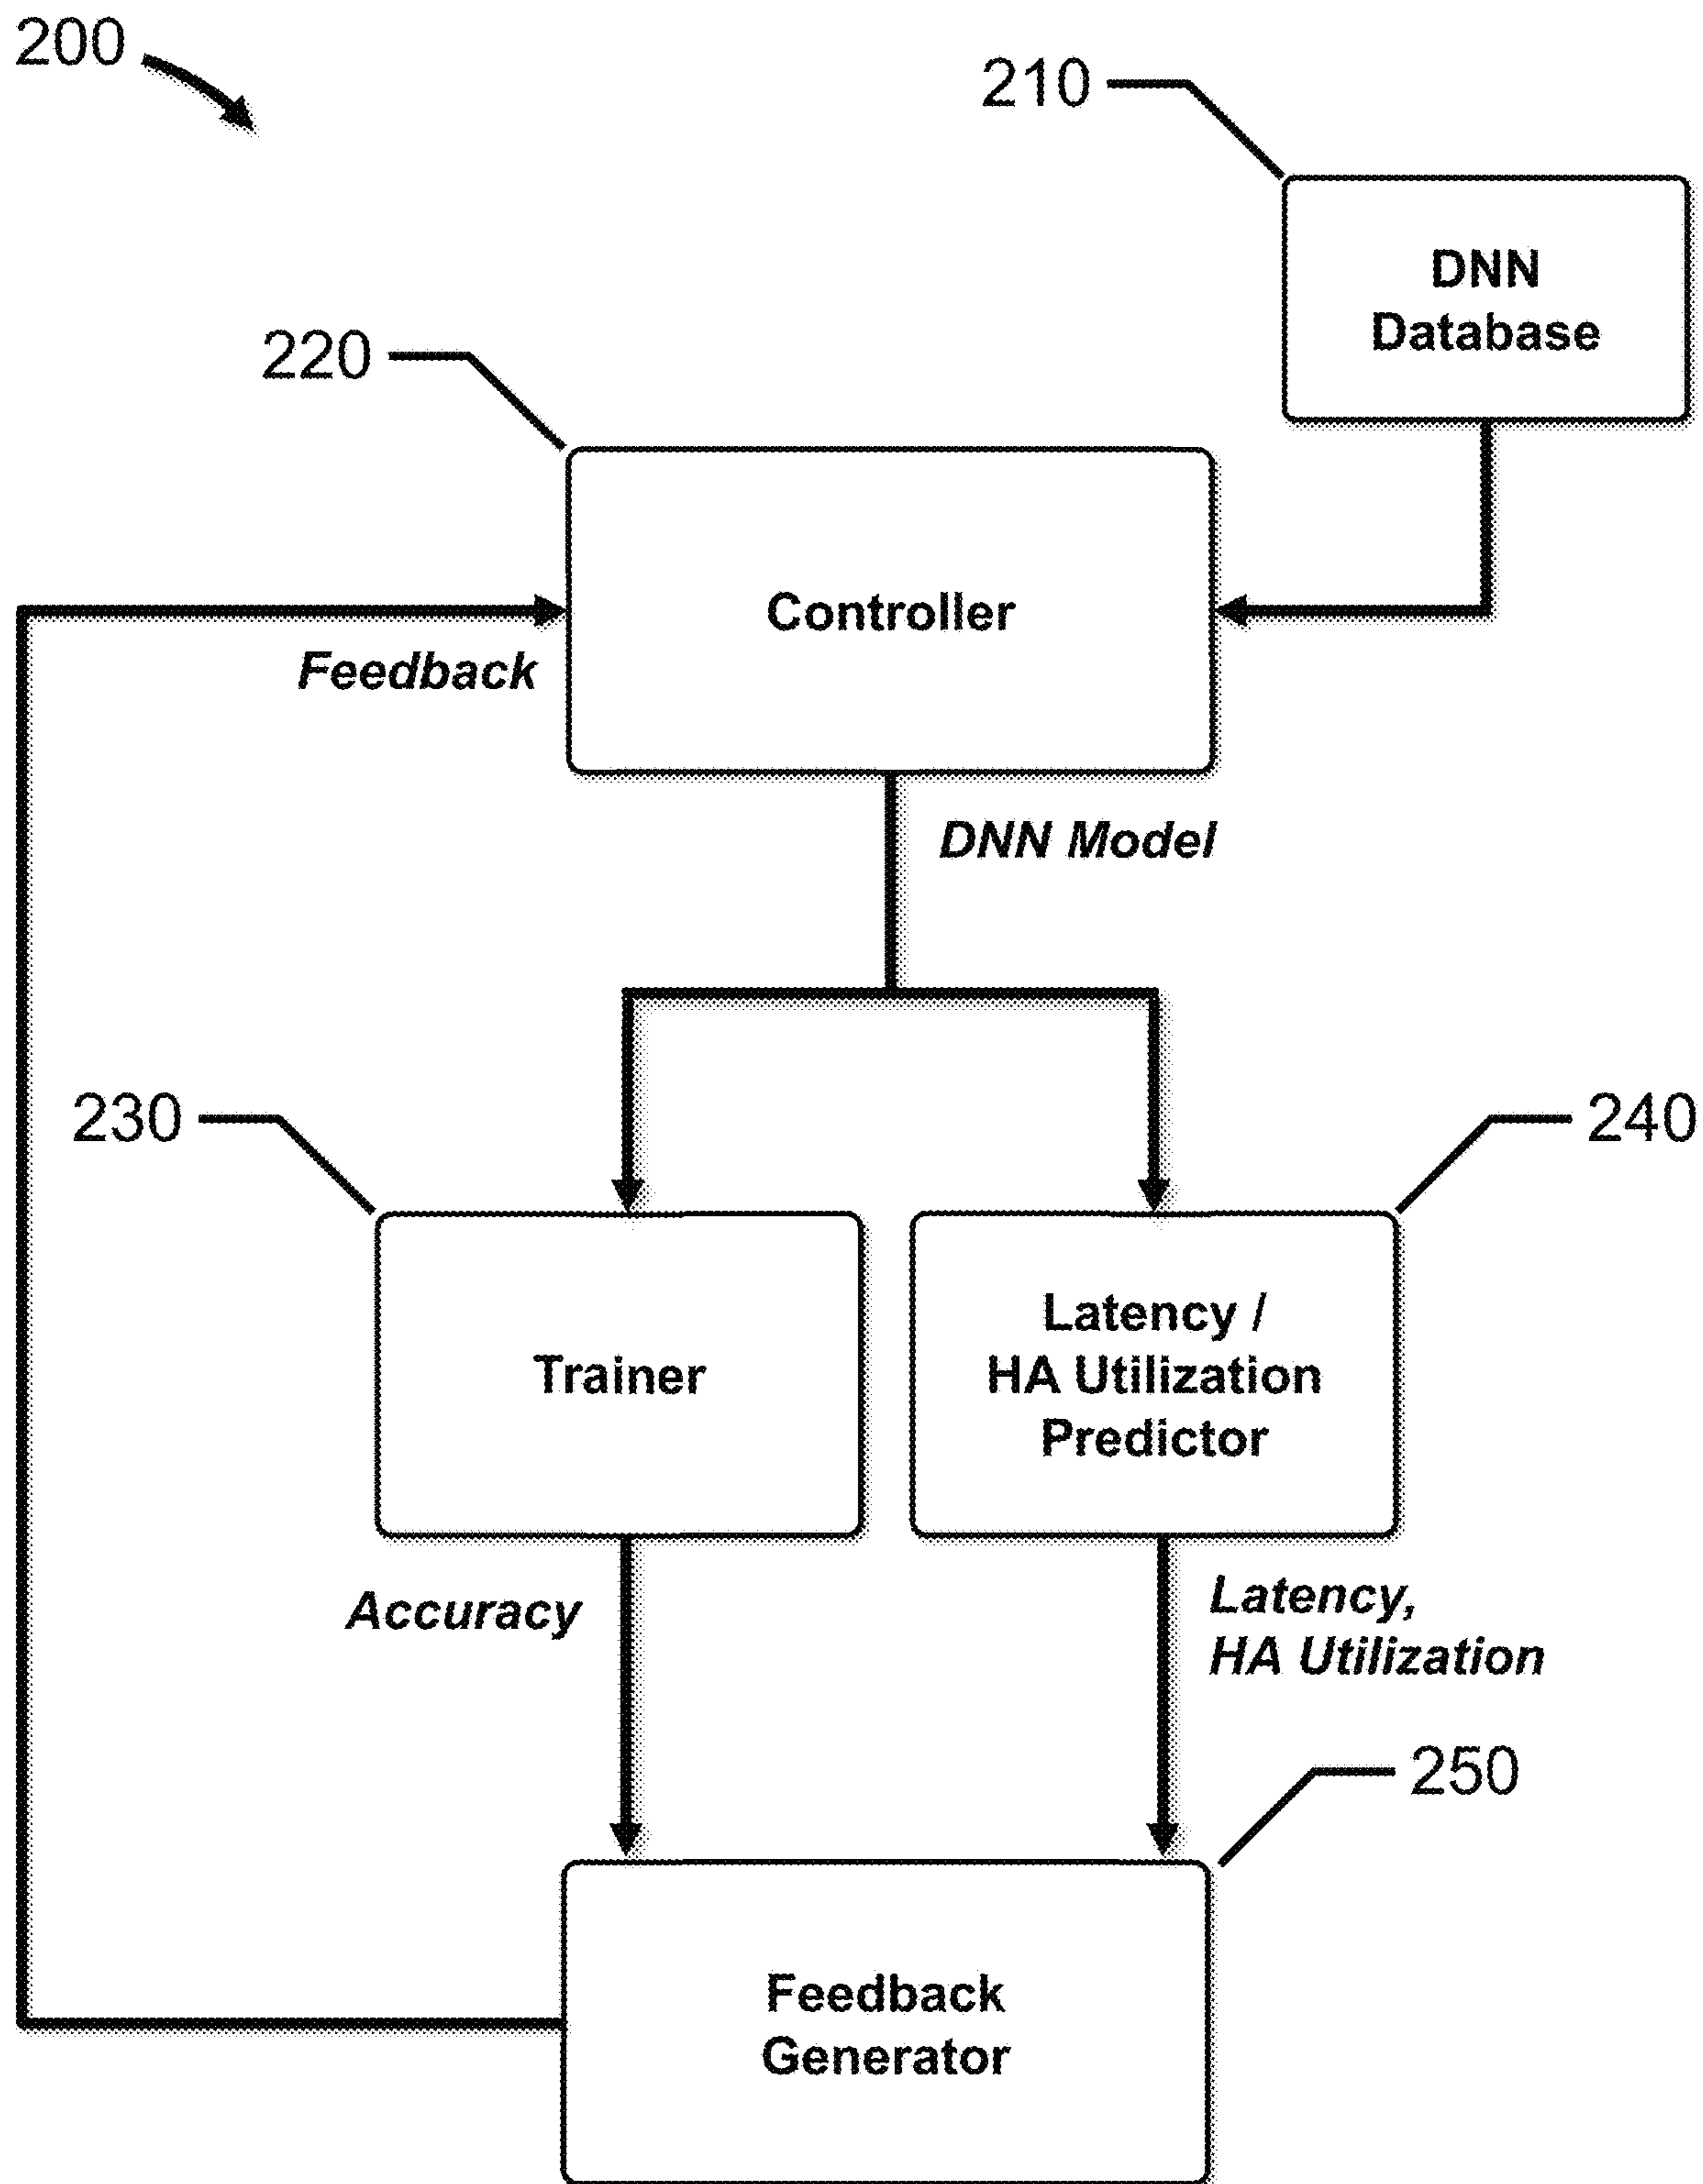 200
210
DNN
Database
220
Controller
Feedback
DNN Model
230
240
Trainer
Latency /
HA Utilization
Predictor
Accuracy
Latency,
HA Utilization
250
Feedback
Generator